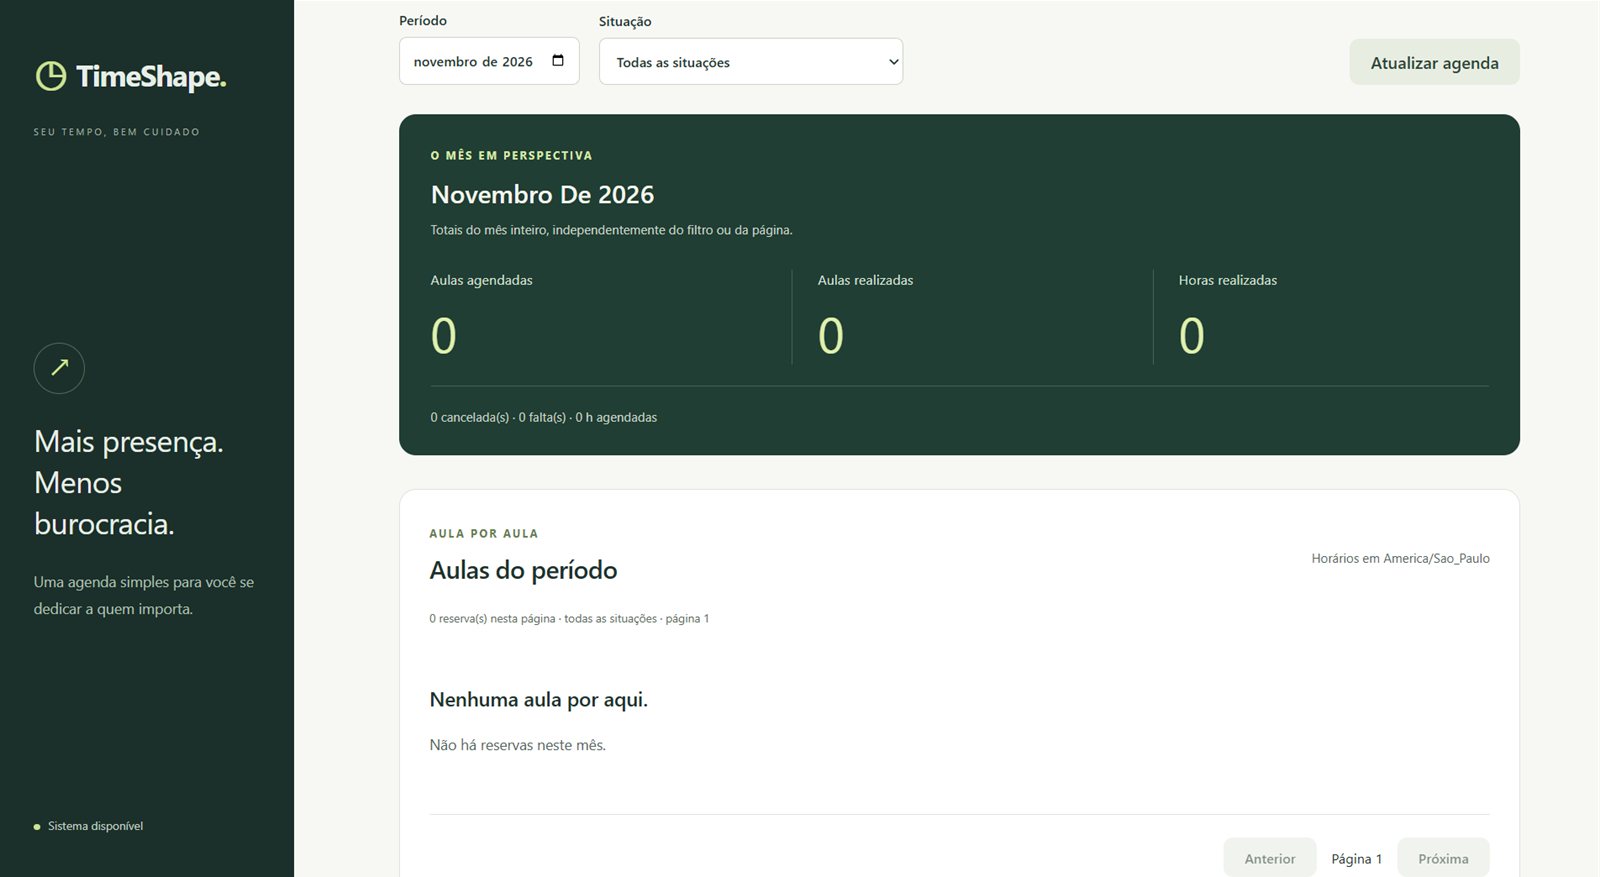 TimeShape.
SEU TEMPO, BEM CUIDADO
Mais presença.
Menos
burocracia.
Uma agenda simples para você se
dedicar a quem importa.
Sistema disponível
Período
novembro de 2026
Situação
Todas as situações
Atualizar agenda
O MÊS EM PERSPECTIVA
Novembro De 2026
Totais do mês inteiro, independentemente do filtro ou da página.
Aulas agendadas
0
Aulas realizadas
0
Horas realizadas
0
0 cancelada(s) · 0 falta(s) · 0 h agendadas
AULA POR AULA
Aulas do período
Horários em America/Sao_Paulo
0 reserva(s) nesta página · todas as situações · página 1
Nenhuma aula por aqui.
Não há reservas neste mês.
Anterior
Página 1
Próxima